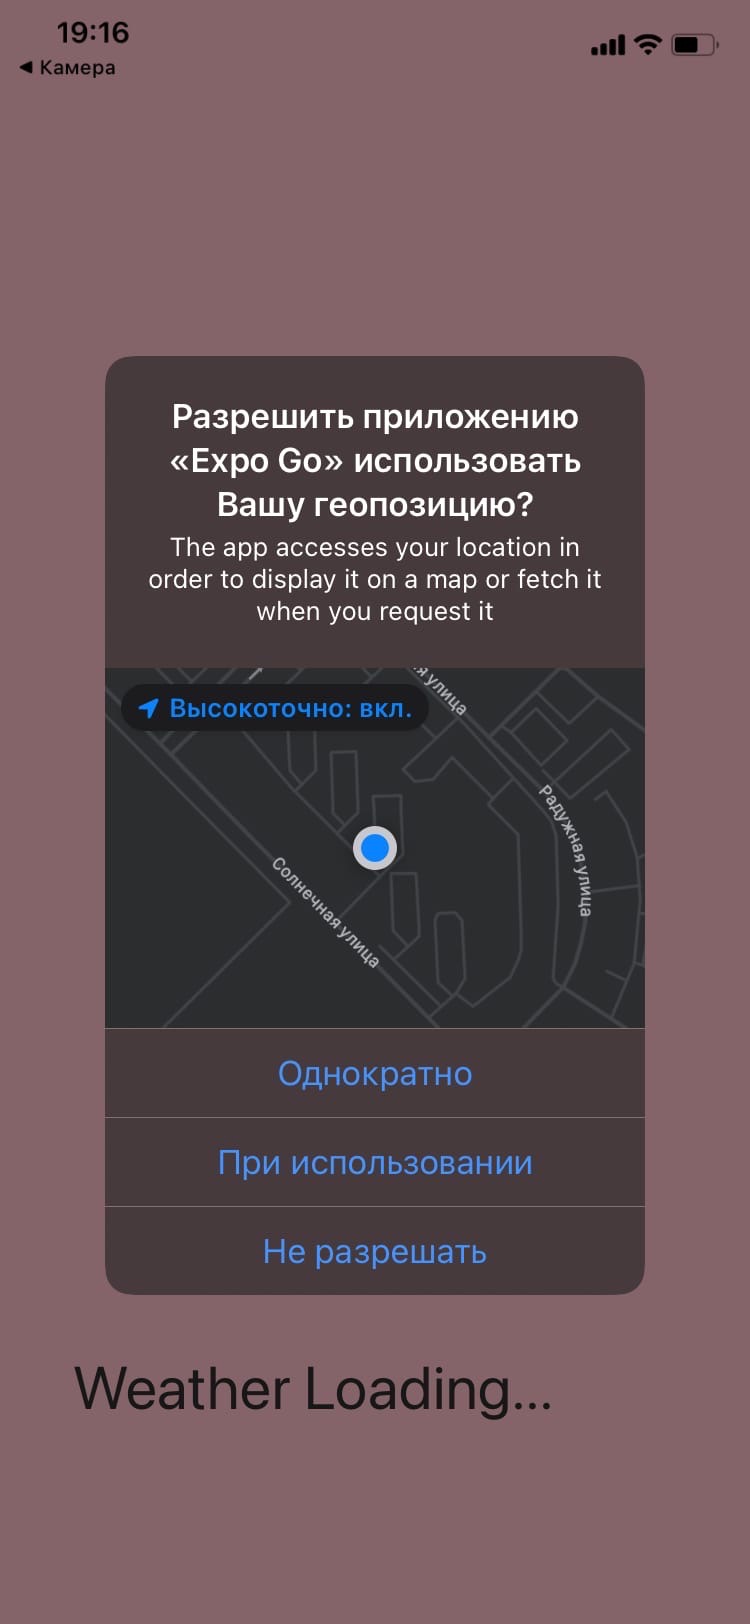 19:16
◀ Камера
Разрешить приложению
«Expo Go» использовать
Вашу геопозицию?
The app accesses your location in
order to display it on a map or fetch it
when you request it
Высокоточно: вкл.
улица
Радужная улица
Солнечная улица
Однократно
При использовании
Не разрешать
Weather Loading...